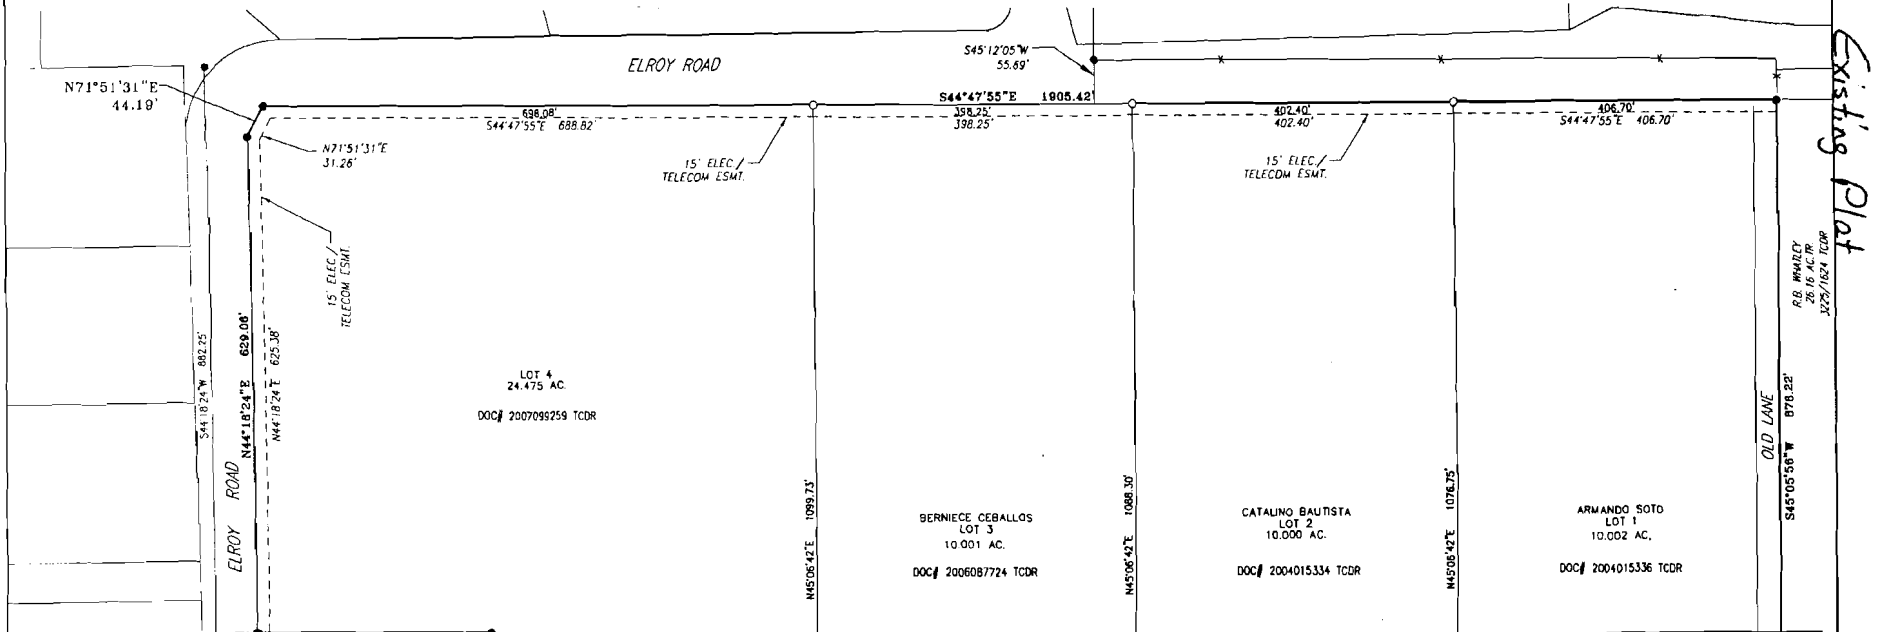 ELROY ROAD
S45°12'05"W
55.69'
N71°51'31"E
44.19'
S44°47'55"E 1905.42'
698.08'
S44°47'55"E 688.82'
398.25'
398.25'
402.40'
402.40'
406.70'
S44°47'55"E 406.70'
N71°51'31"E
31.26'
15' ELEC./
TELECOM ESMT.
15' ELEC./
TELECOM ESMT.
15' ELEC./
TELECOM ESMT.
Existing Plat
R.B. WHATLEY
26.16 AC.TR.
3225/1624 TCDR
S44°18'24"W 882.25'
N44°18'24"E 629.06'
N44°18'24"E 625.38'
ELROY ROAD
LOT 4
24.475 AC.
DOC# 2007099259 TCDR
N45°06'42"E 1099.73'
BERNIECE CEBALLOS
LOT 3
10.001 AC.
DOC# 2006087724 TCDR
N45°06'42"E 1088.30'
CATALINO BAUTISTA
LOT 2
10.000 AC.
DOC# 2004015334 TCDR
N45°06'42"E 1076.75'
ARMANDO SOTO
LOT 1
10.002 AC.
DOC# 2004015336 TCDR
OLD LANE
S45°05'56"W 878.22'